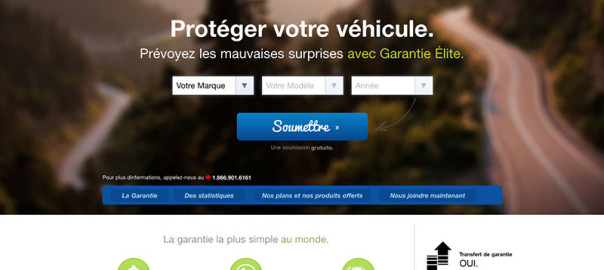 Protéger votre véhicule.
Prévoyez les mauvaises surprises avec Garantie Élite.
Votre Marque Votre Modèle Année
Soumettre »
Une soumission gratuite.
Pour plus d'informations, appelez-nous au 1.866.901.6161
La Garantie Des statistiques Nos plans et nos produits offerts Nous joindre maintenant
La garantie la plus simple au monde.
Transfert de garantie
OUI.